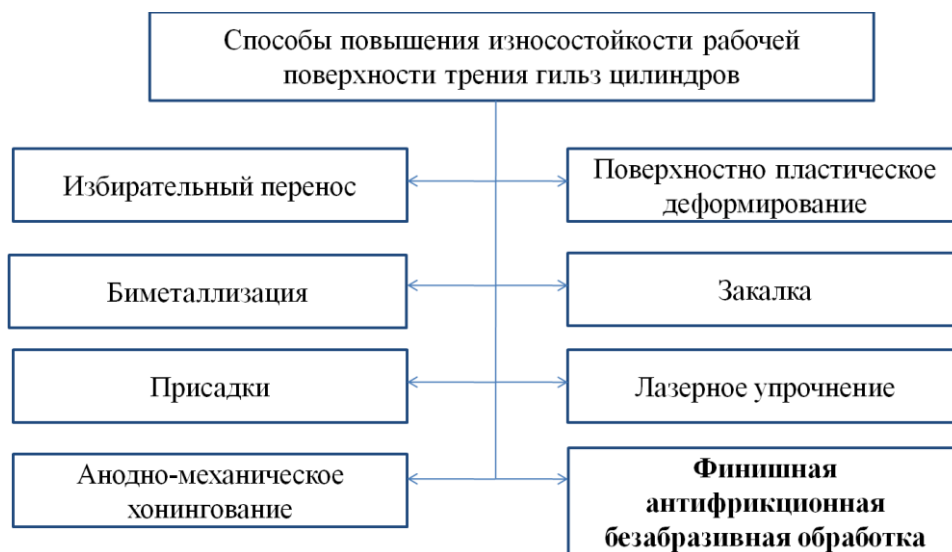 Способы повышения износостойкости рабочей
поверхности трения гильз цилиндров
Избирательный перенос
Поверхностно пластическое
деформирование
Биметаллизация
Закалка
Присадки
Лазерное упрочнение
Анодно-механическое
хонингование
Финишная
антифрикционная
безабразивная обработка